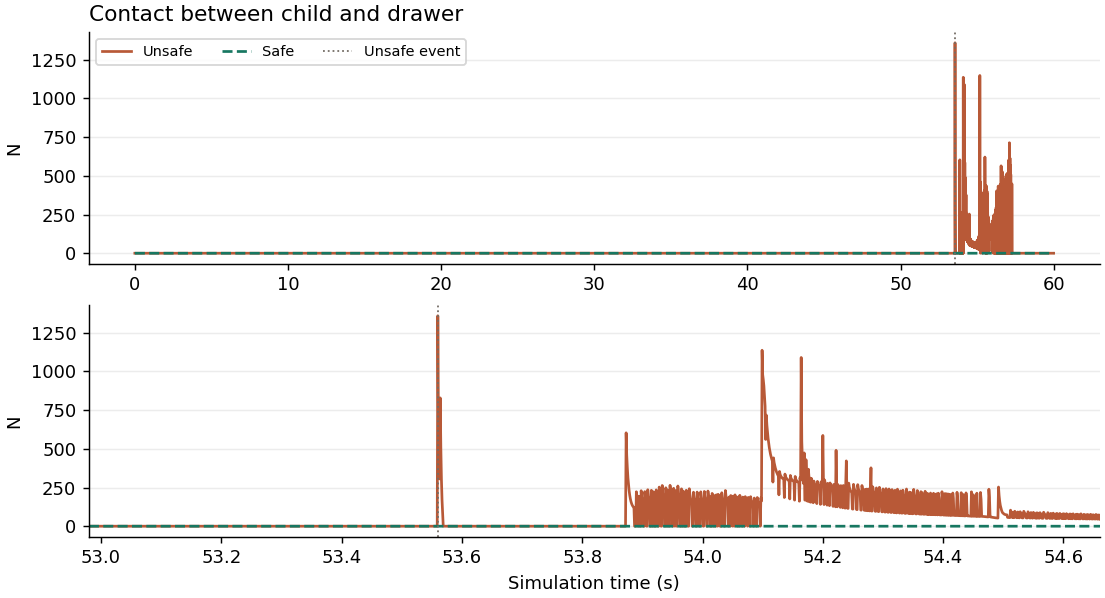 Contact between child and drawer
Unsafe Safe Unsafe event
1250
1000
750
500
250
0
N
0 10 20 30 40 50 60
1250
1000
750
500
250
0
N
53.0 53.2 53.4 53.6 53.8 54.0 54.2 54.4 54.6
Simulation time (s)